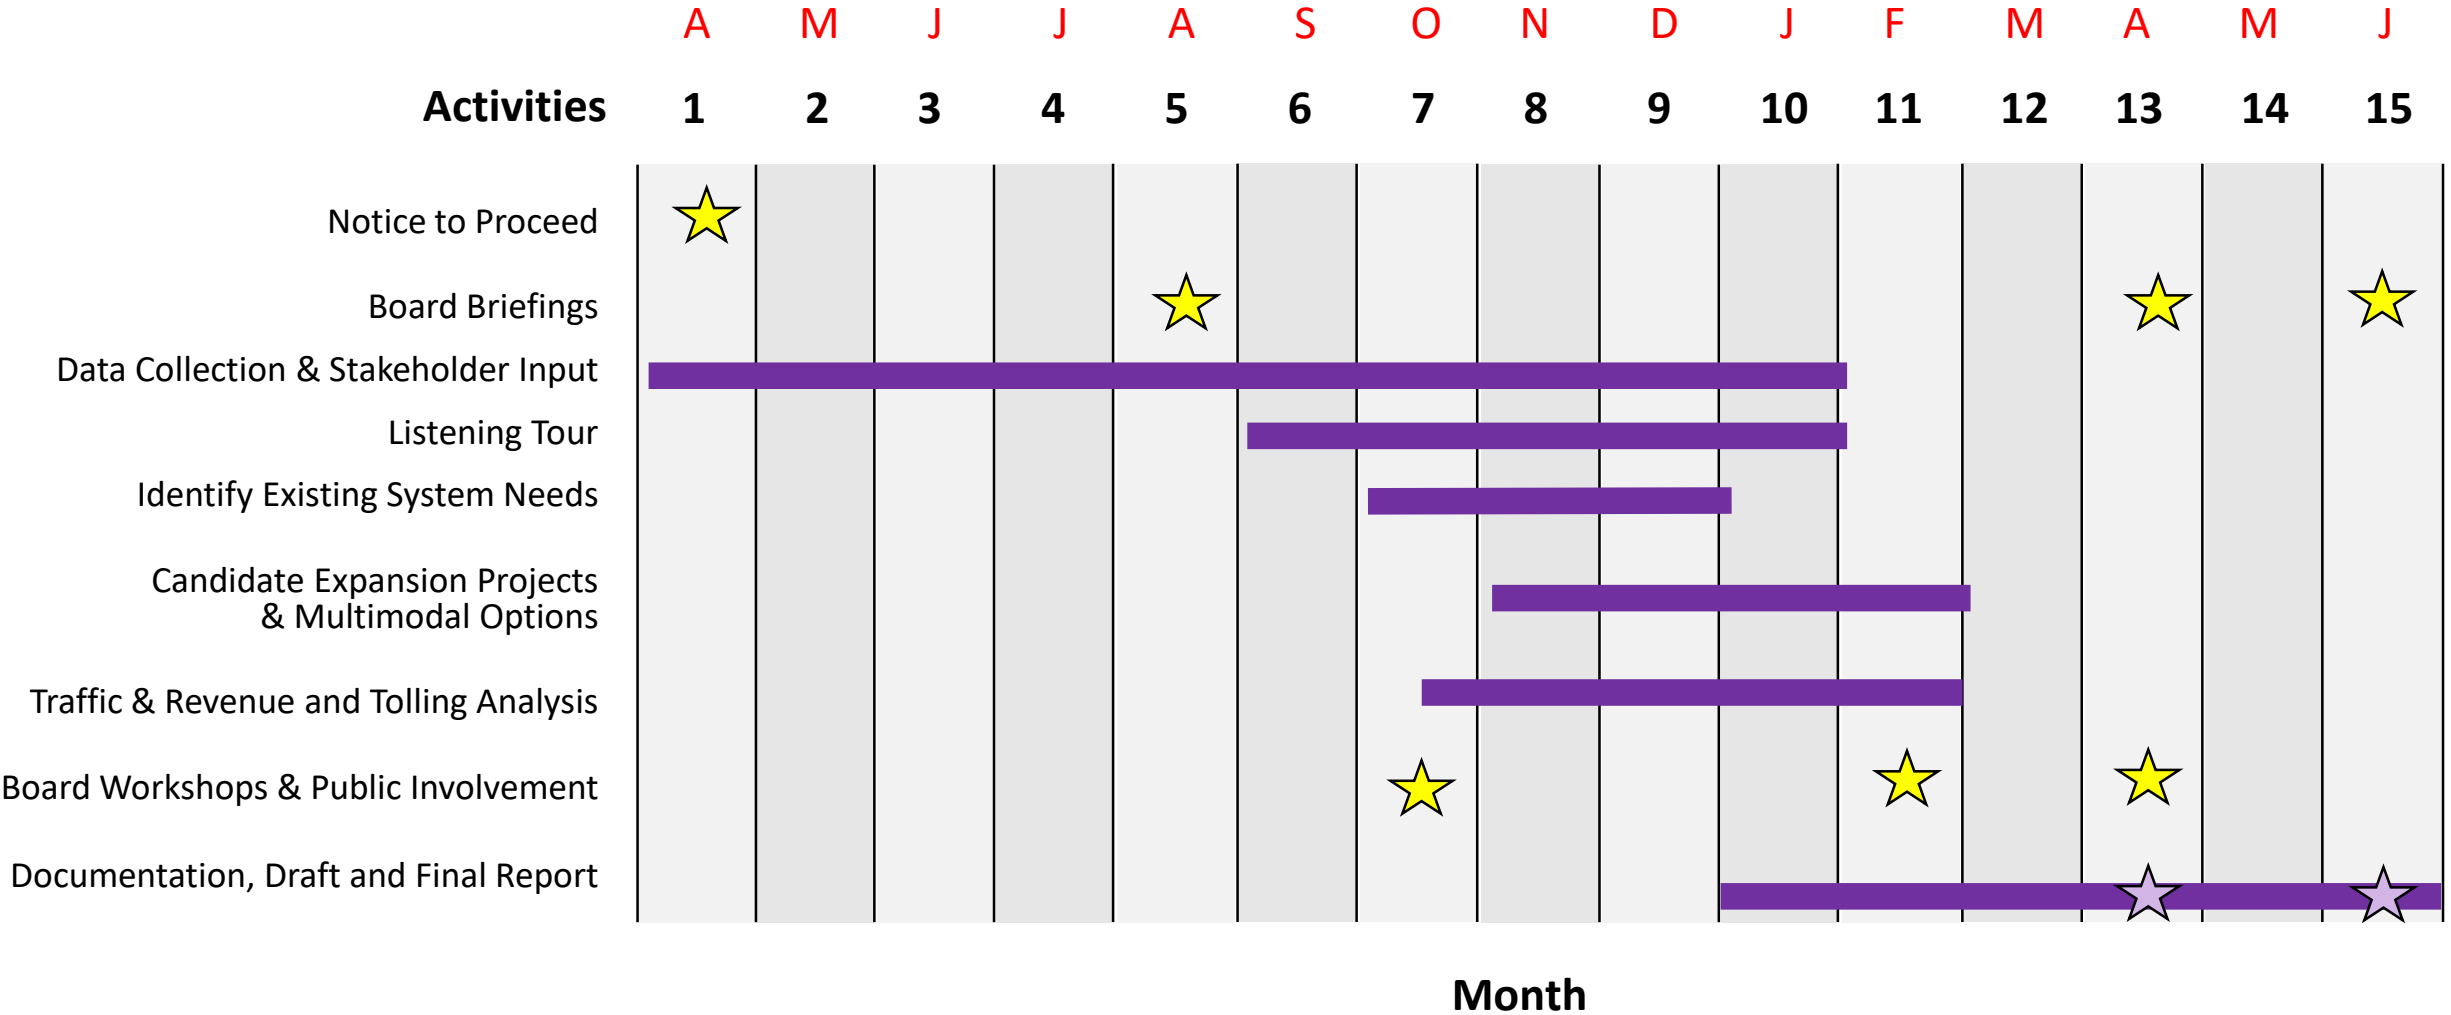 A M J J A S O N D J F M A M J
Activities 1 2 3 4 5 6 7 8 9 10 11 12 13 14 15
Notice to Proceed
Board Briefings
Data Collection & Stakeholder Input
Listening Tour
Identify Existing System Needs
Candidate Expansion Projects
& Multimodal Options
Traffic & Revenue and Tolling Analysis
Board Workshops & Public Involvement
Documentation, Draft and Final Report
Month